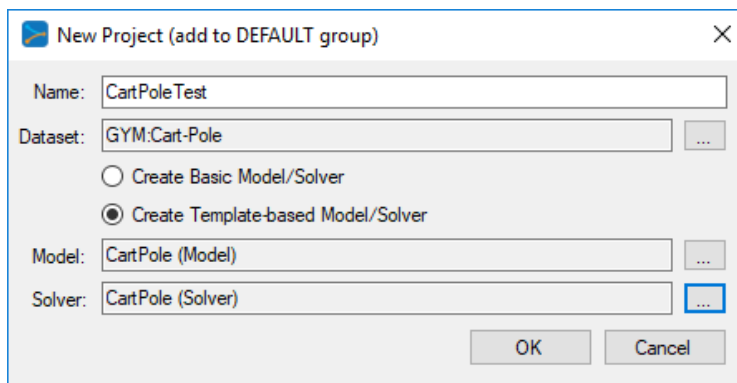 New Project (add to DEFAULT group)
Name: CartPoleTest
Dataset: GYM:Cart-Pole ...
Create Basic Model/Solver
Create Template-based Model/Solver
Model: CartPole (Model) ...
Solver: CartPole (Solver) ...
OK Cancel